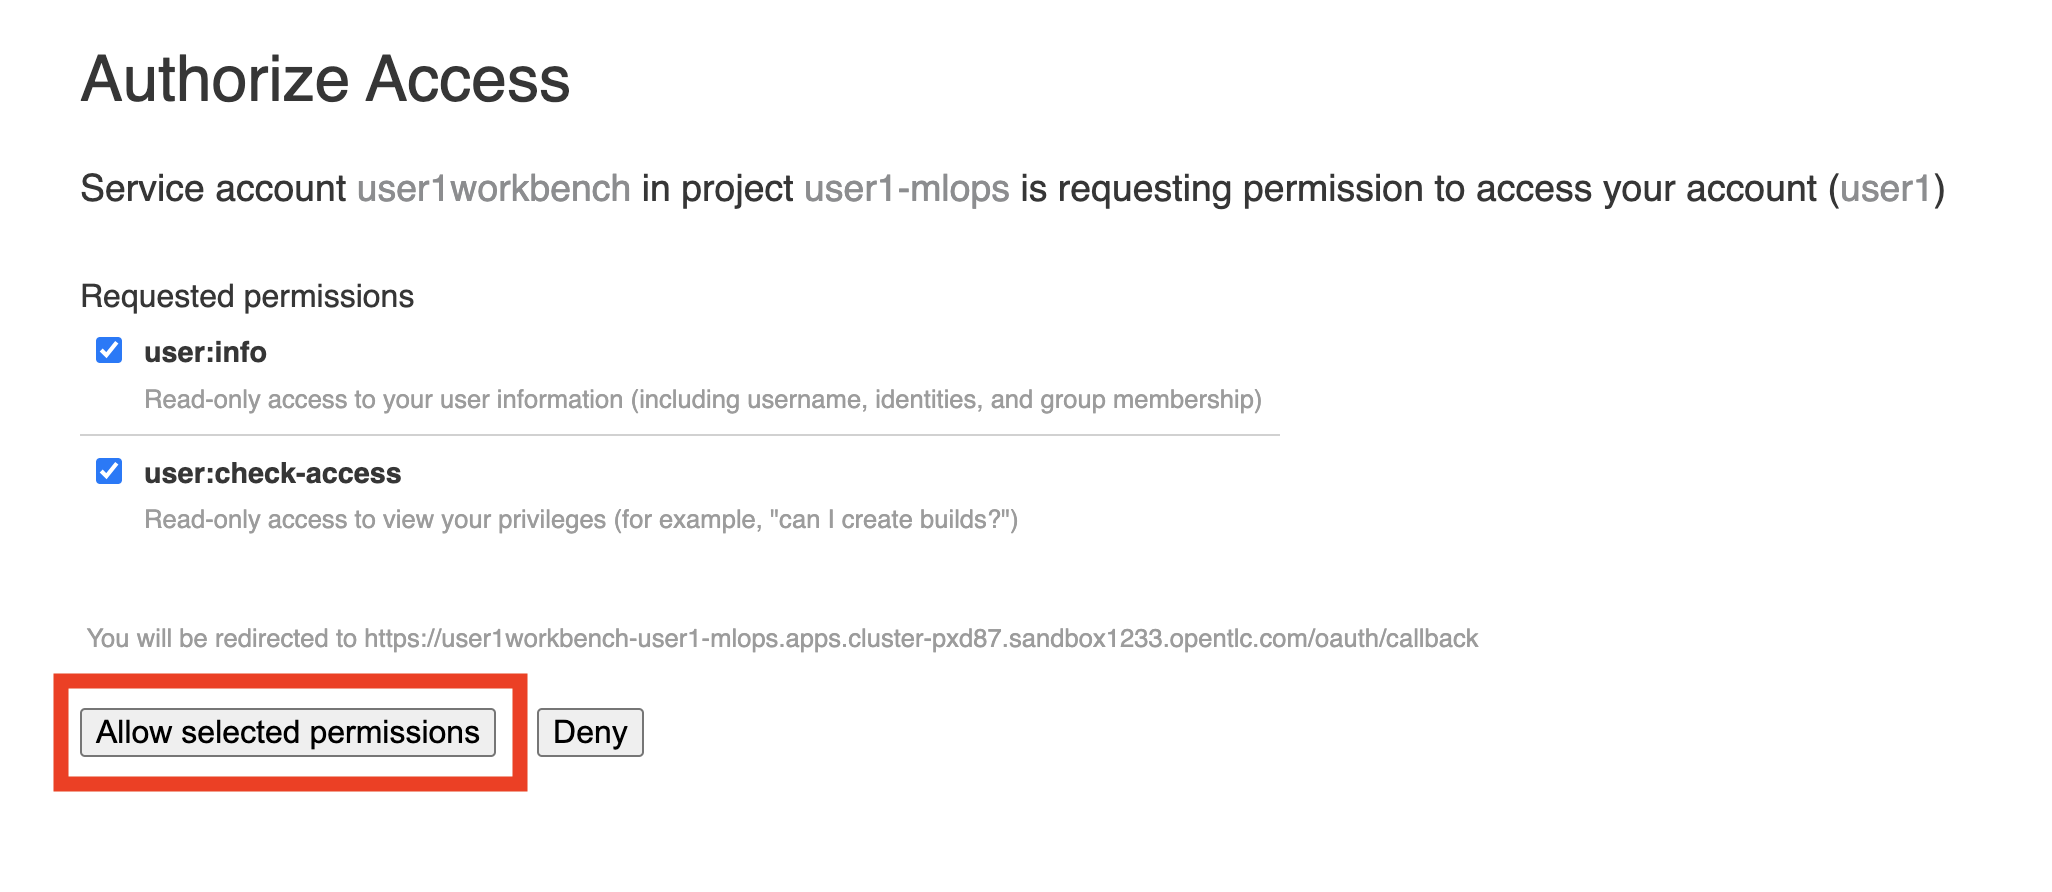 Authorize Access
Service account user1workbench in project user1-mlops is requesting permission to access your account (user1)
Requested permissions
user:info
Read-only access to your user information (including username, identities, and group membership)
user:check-access
Read-only access to view your privileges (for example, "can I create builds?")
You will be redirected to https://user1workbench-user1-mlops.apps.cluster-pxd87.sandbox1233.opentlc.com/oauth/callback
Allow selected permissions Deny